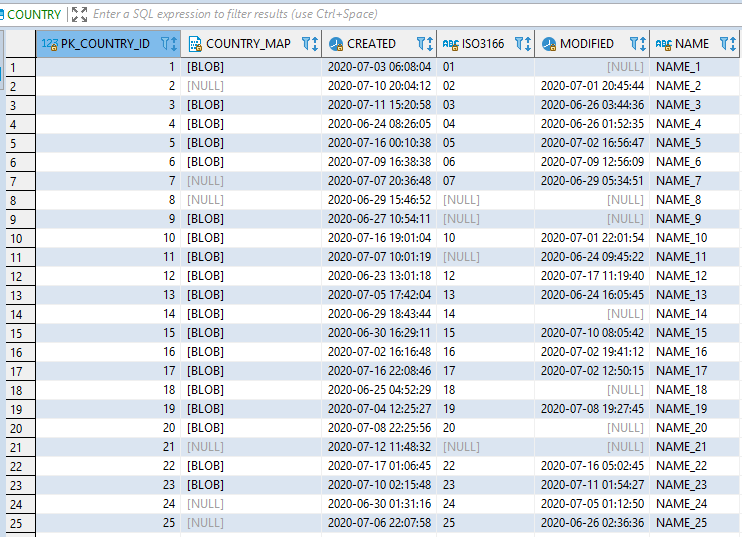 COUNTRY Enter a SQL expression to filter results (use Ctrl+Space)
123 PK_COUNTRY_ID COUNTRY_MAP CREATED ABC ISO3166 MODIFIED ABC NAME
1 1 [BLOB] 2020-07-03 06:08:04 01 [NULL] NAME_1
2 2 [NULL] 2020-07-10 20:04:12 02 2020-07-01 20:45:44 NAME_2
3 3 [BLOB] 2020-07-11 15:20:58 03 2020-06-26 03:44:36 NAME_3
4 4 [BLOB] 2020-06-24 08:26:05 04 2020-06-26 01:52:35 NAME_4
5 5 [BLOB] 2020-07-16 00:10:38 05 2020-07-02 16:56:47 NAME_5
6 6 [BLOB] 2020-07-09 16:38:38 06 2020-07-09 12:56:09 NAME_6
7 7 [NULL] 2020-07-07 20:36:48 07 2020-06-29 05:34:51 NAME_7
8 8 [NULL] 2020-06-29 15:46:52 [NULL] [NULL] NAME_8
9 9 [BLOB] 2020-06-27 10:54:11 [NULL] [NULL] NAME_9
10 10 [BLOB] 2020-07-16 19:01:04 10 2020-07-01 22:01:54 NAME_10
11 11 [BLOB] 2020-07-07 10:01:19 [NULL] 2020-06-24 09:45:22 NAME_11
12 12 [BLOB] 2020-06-23 13:01:18 12 2020-07-17 11:19:40 NAME_12
13 13 [BLOB] 2020-07-05 17:42:04 13 2020-06-24 16:05:45 NAME_13
14 14 [BLOB] 2020-06-29 18:43:44 14 [NULL] NAME_14
15 15 [BLOB] 2020-06-30 16:29:11 15 2020-07-10 08:05:42 NAME_15
16 16 [BLOB] 2020-07-02 16:16:48 16 2020-07-02 19:41:12 NAME_16
17 17 [BLOB] 2020-07-16 22:08:46 17 2020-07-02 12:50:15 NAME_17
18 18 [BLOB] 2020-06-25 04:52:29 18 [NULL] NAME_18
19 19 [BLOB] 2020-07-04 12:25:27 19 2020-07-08 19:27:45 NAME_19
20 20 [BLOB] 2020-07-08 22:25:56 20 [NULL] NAME_20
21 21 [NULL] 2020-07-12 11:48:32 [NULL] [NULL] NAME_21
22 22 [BLOB] 2020-07-17 01:06:45 22 2020-07-16 05:02:45 NAME_22
23 23 [BLOB] 2020-07-10 02:15:48 23 2020-07-11 01:54:27 NAME_23
24 24 [NULL] 2020-06-30 01:31:16 24 2020-07-05 01:12:50 NAME_24
25 25 [NULL] 2020-07-06 22:07:58 25 2020-06-26 02:36:36 NAME_25